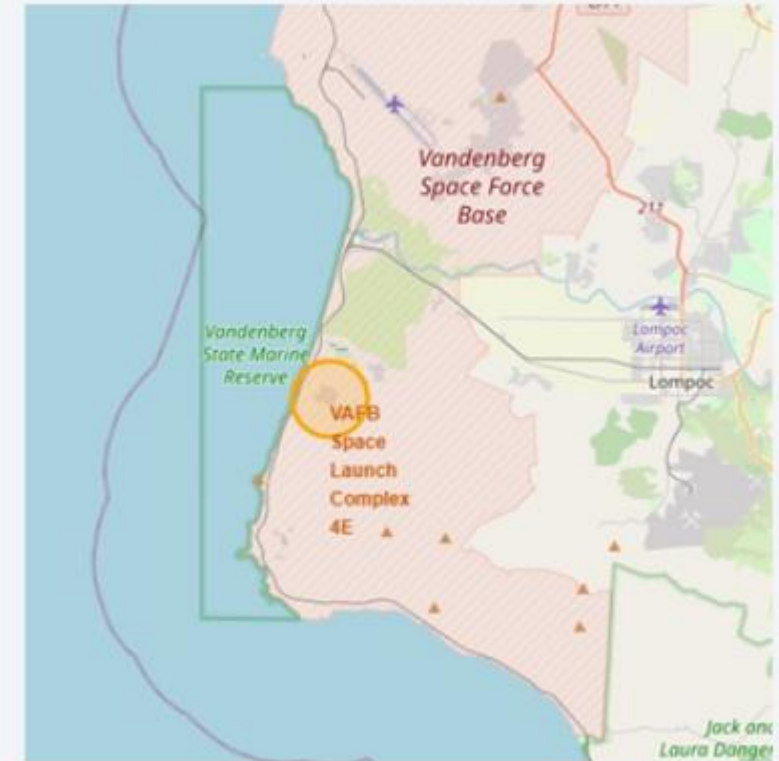 Vandenberg
Space Force
Base
211
Vandenberg
State Marine
Reserve
Lompoc
Airport
Lompoc
VAFB
Space
Launch
Complex
4E
Jack and
Laura Danger